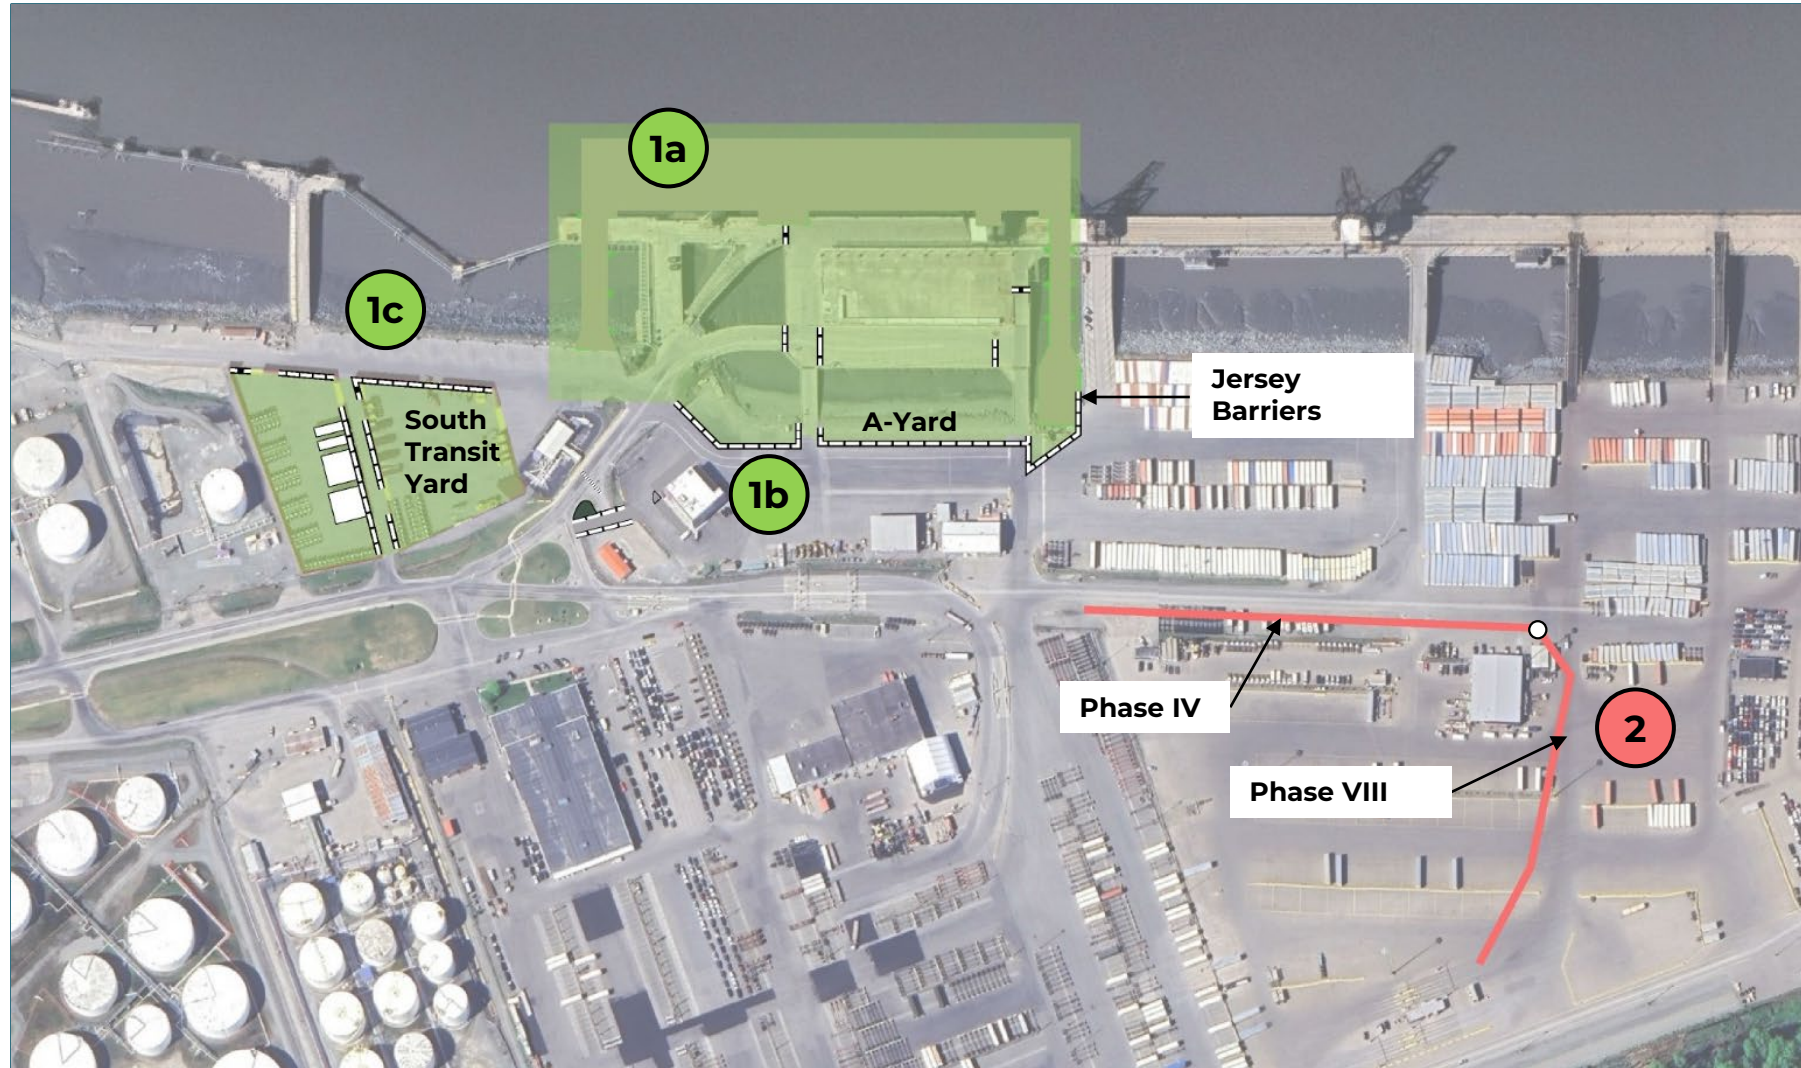 1a
1c
South
Transit
Yard
A-Yard
Jersey
Barriers
1b
Phase IV
2
Phase VIII